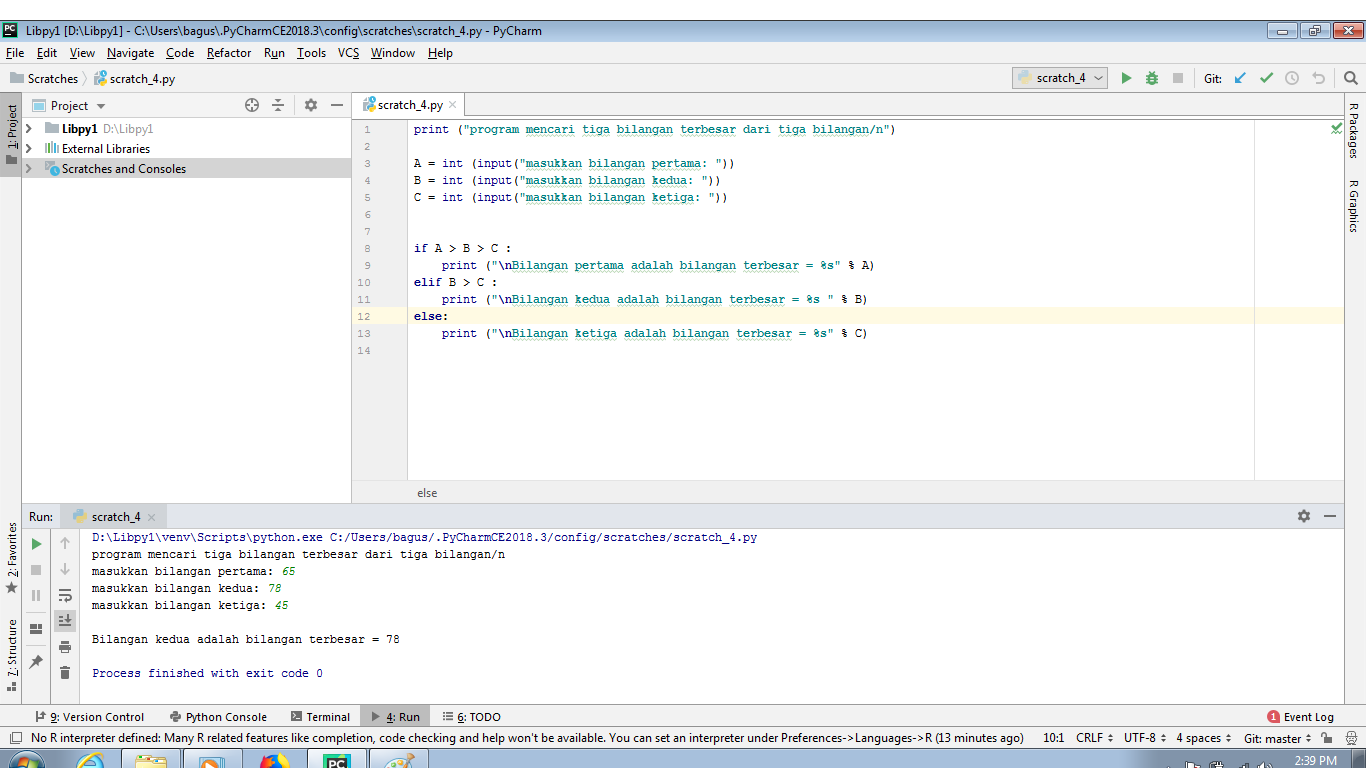 Libpy1 [D:\Libpy1] - C:\Users\bagus\.PyCharmCE2018.3\config\scratches\scratch_4.py - PyCharm
File Edit View Navigate Code Refactor Run Tools VCS Window Help
Scratches scratch_4.py scratch_4 Git:
Project scratch_4.py
1: Project
Libpy1 D:\Libpy1
External Libraries
Scratches and Consoles
1 print ("program mencari tiga bilangan terbesar dari tiga bilangan/n")
2
3 A = int (input("masukkan bilangan pertama: "))
4 B = int (input("masukkan bilangan kedua: "))
5 C = int (input("masukkan bilangan ketiga: "))
6
7
8 if A > B > C :
9     print ("\nBilangan pertama adalah bilangan terbesar = %s" % A)
10 elif B > C :
11     print ("\nBilangan kedua adalah bilangan terbesar = %s " % B)
12 else:
13     print ("\nBilangan ketiga adalah bilangan terbesar = %s" % C)
14
else
R Packages
R Graphics
Run: scratch_4
2: Favorites
7: Structure
D:\Libpy1\venv\Scripts\python.exe C:/Users/bagus/.PyCharmCE2018.3/config/scratches/scratch_4.py
program mencari tiga bilangan terbesar dari tiga bilangan/n
masukkan bilangan pertama: 65
masukkan bilangan kedua: 78
masukkan bilangan ketiga: 45
Bilangan kedua adalah bilangan terbesar = 78
Process finished with exit code 0
9: Version Control Python Console Terminal 4: Run 6: TODO 1 Event Log
No R interpreter defined: Many R related features like completion, code checking and help won't be available. You can set an interpreter under Preferences->Languages->R (13 minutes ago) 10:1 CRLF UTF-8 4 spaces Git: master
PC
2:39 PM